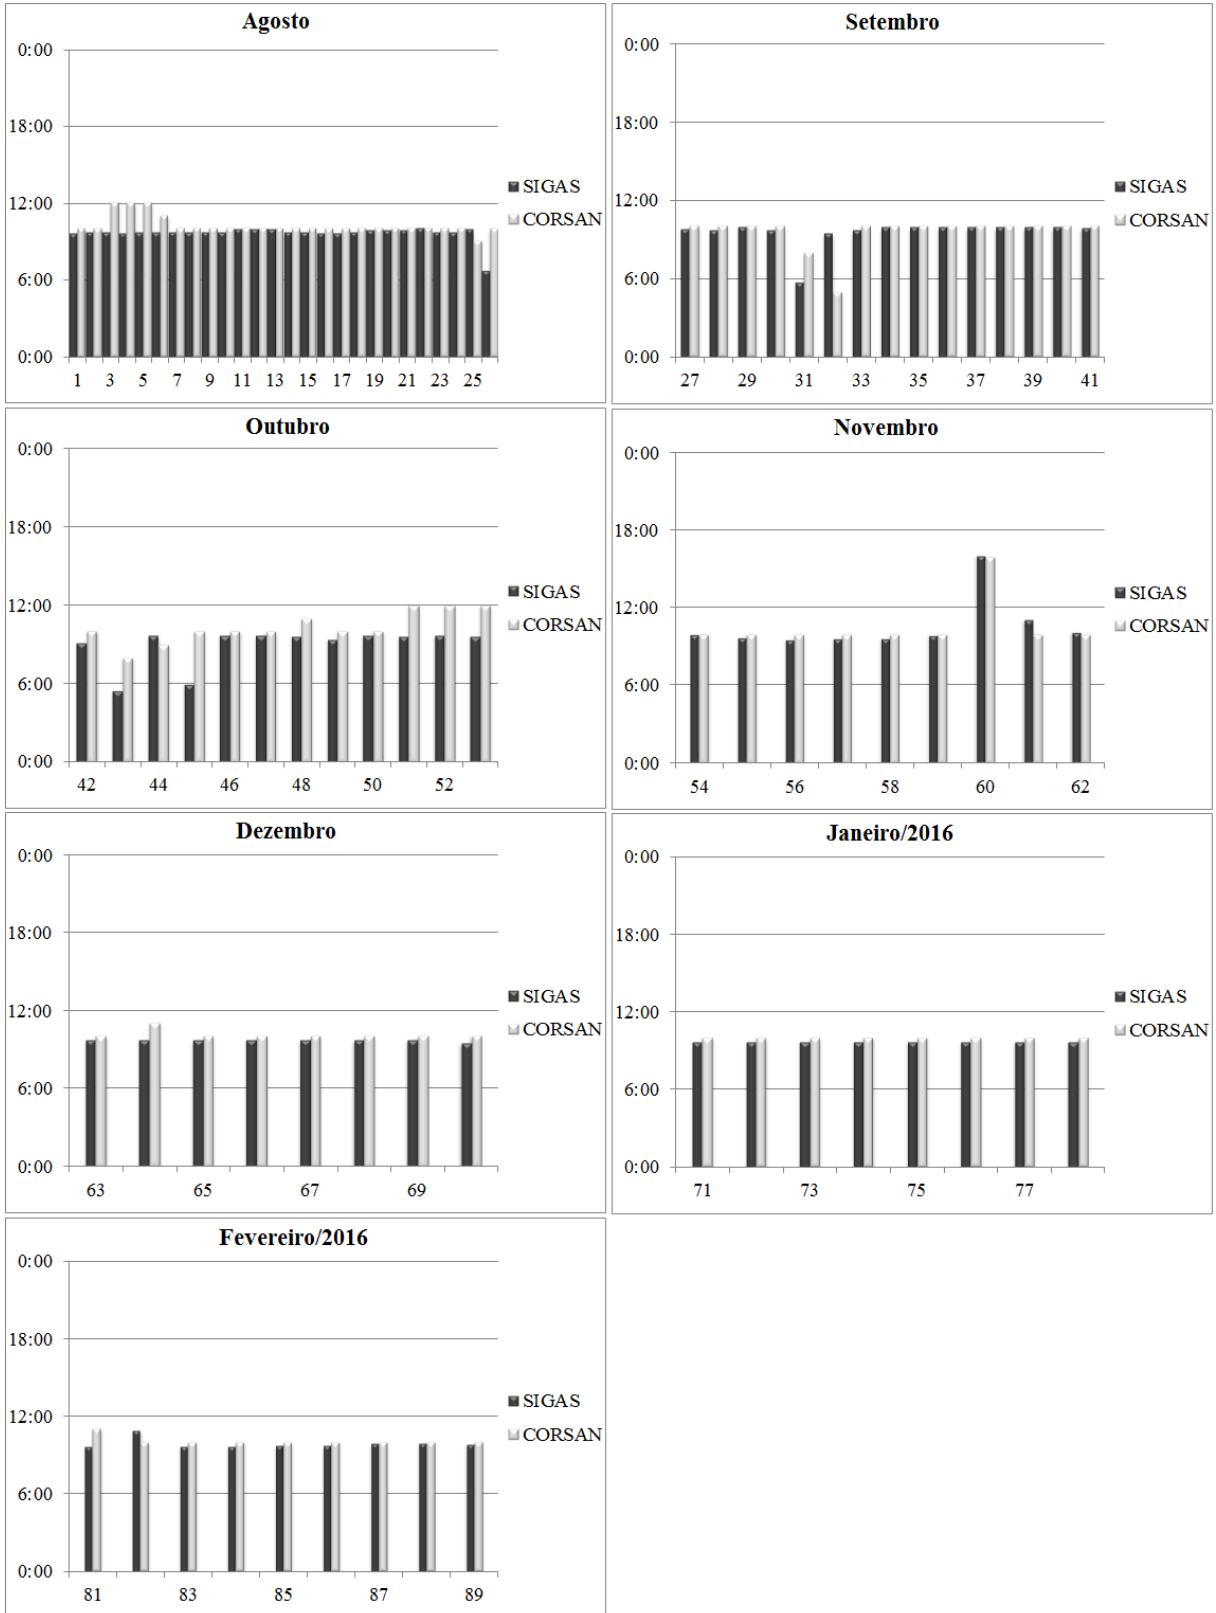 Agosto
0:00
18:00
12:00
6:00
0:00
1 3 5 7 9 11 13 15 17 19 21 23 25
SIGAS
CORSAN
Setembro
0:00
18:00
12:00
6:00
0:00
27 29 31 33 35 37 39 41
SIGAS
CORSAN
Outubro
0:00
18:00
12:00
6:00
0:00
42 44 46 48 50 52
SIGAS
CORSAN
Novembro
0:00
18:00
12:00
6:00
0:00
54 56 58 60 62
SIGAS
CORSAN
Dezembro
0:00
18:00
12:00
6:00
0:00
63 65 67 69
SIGAS
CORSAN
Janeiro/2016
0:00
18:00
12:00
6:00
0:00
71 73 75 77
SIGAS
CORSAN
Fevereiro/2016
0:00
18:00
12:00
6:00
0:00
81 83 85 87 89
SIGAS
CORSAN